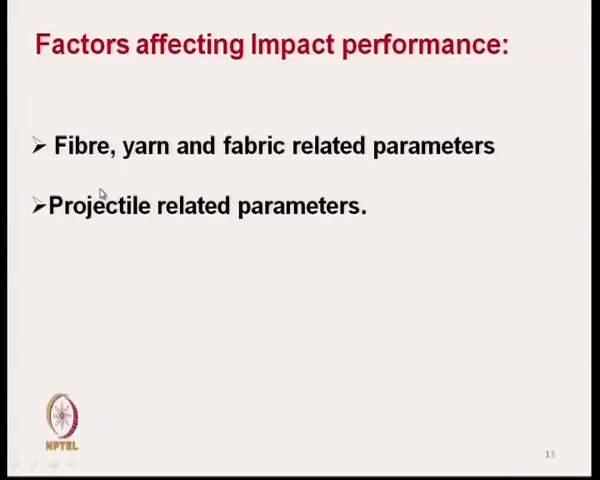 Factors affecting Impact performance:
➢ Fibre, yarn and fabric related parameters
➢Projectile related parameters.
NPTEL
13